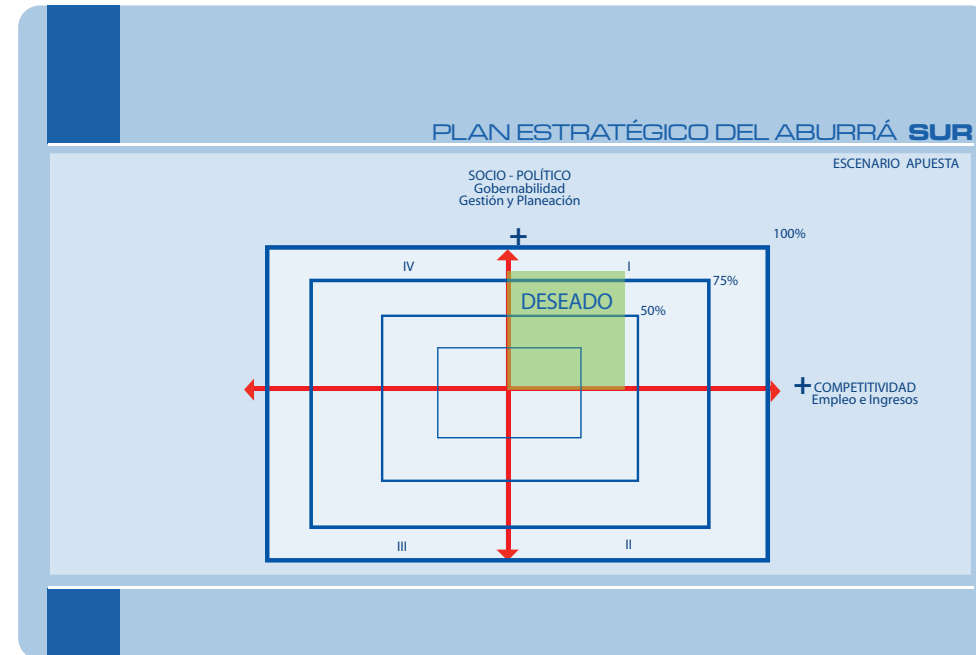 PLAN ESTRATÉGICO DEL ABURRÁ SUR
ESCENARIO APUESTA
SOCIO - POLÍTICO
Gobernabilidad
Gestión y Planeación
+
100%
IV
I
75%
DESEADO
50%
+ COMPETITIVIDAD
Empleo e Ingresos
III
II